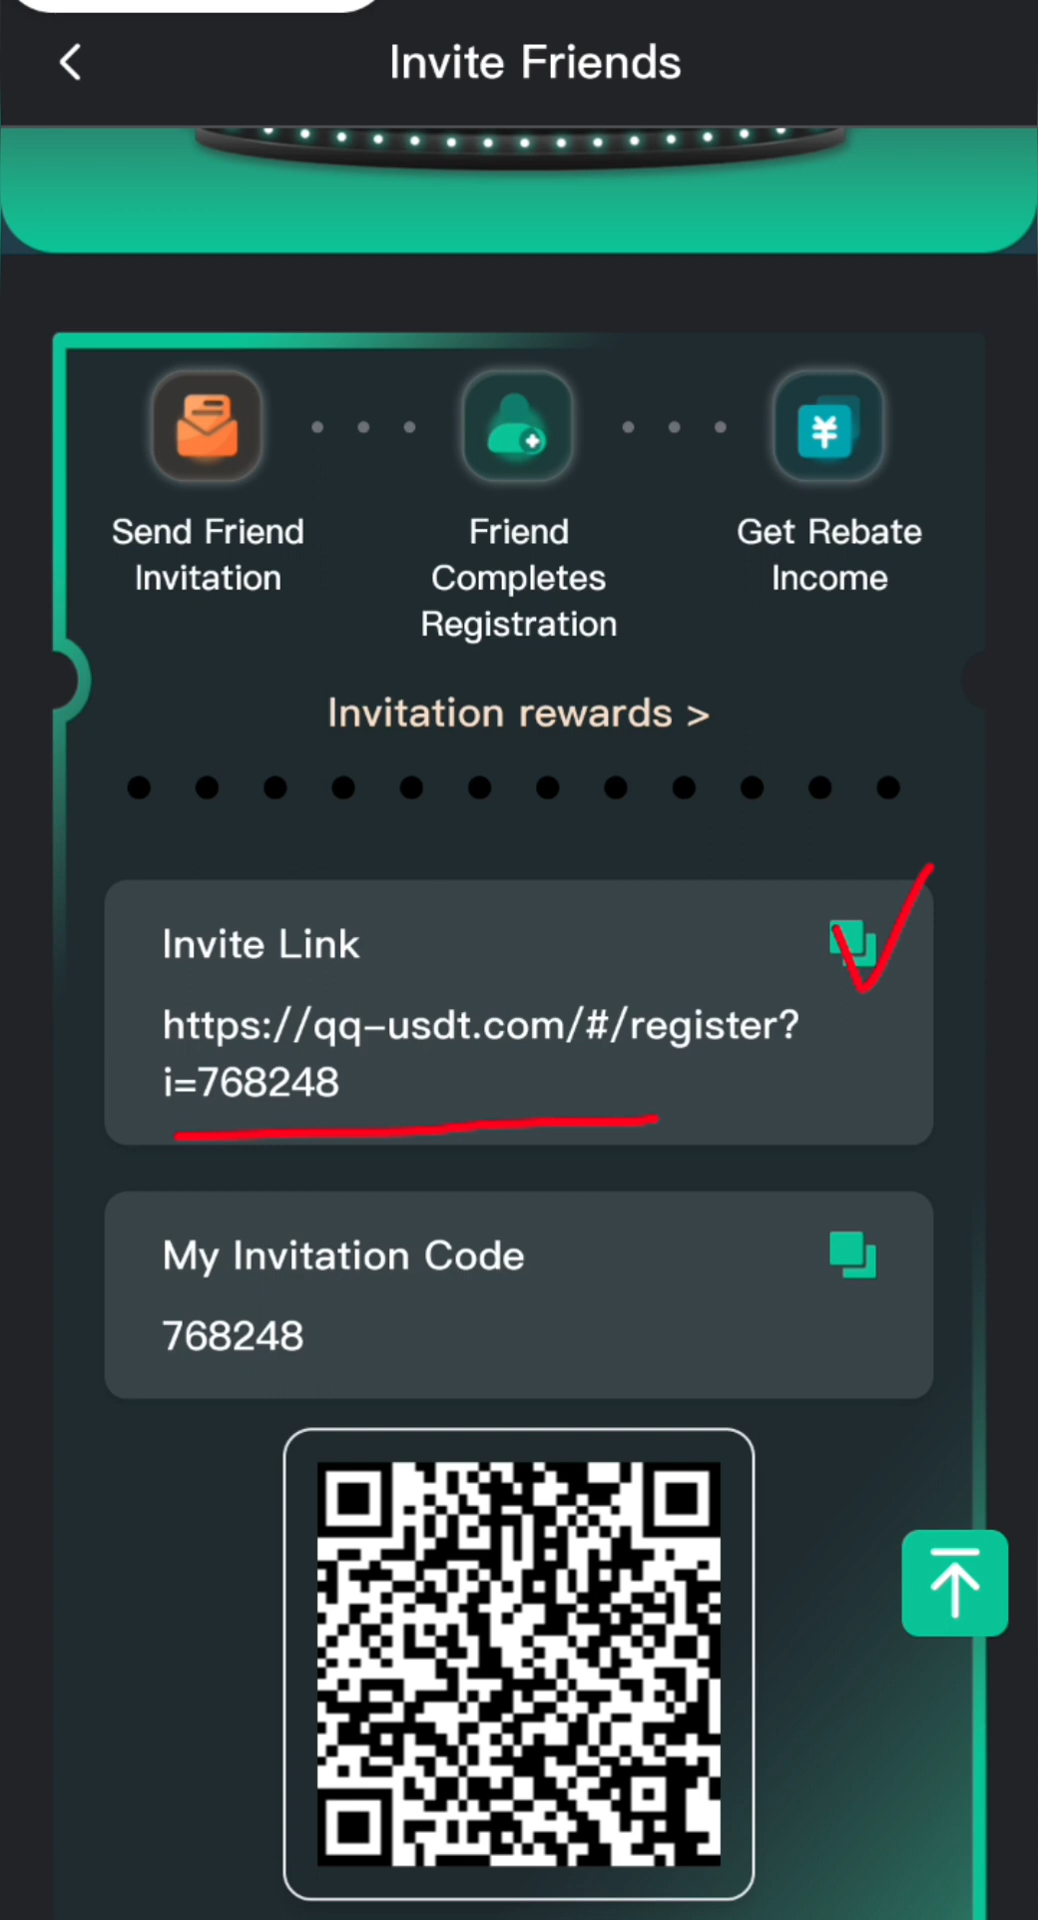 Invite Friends
Send Friend
Invitation
Friend
Completes
Registration
Get Rebate
Income
Invitation rewards >
Invite Link
https://qq-usdt.com/#/register?
i=768248
My Invitation Code
768248